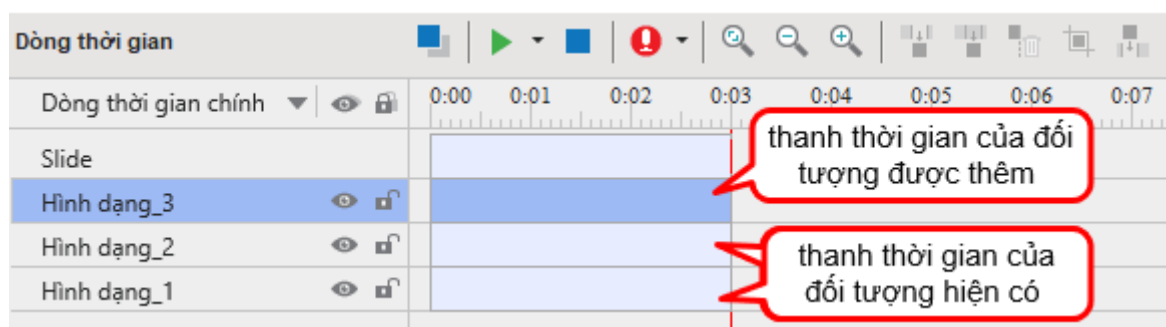 Dòng thời gian
Dòng thời gian chính 0:00 0:01 0:02 0:03 0:04 0:05 0:06 0:07
Slide
thanh thời gian của đối
tượng được thêm
Hình dạng_3
Hình dạng_2
thanh thời gian của
đối tượng hiện có
Hình dạng_1